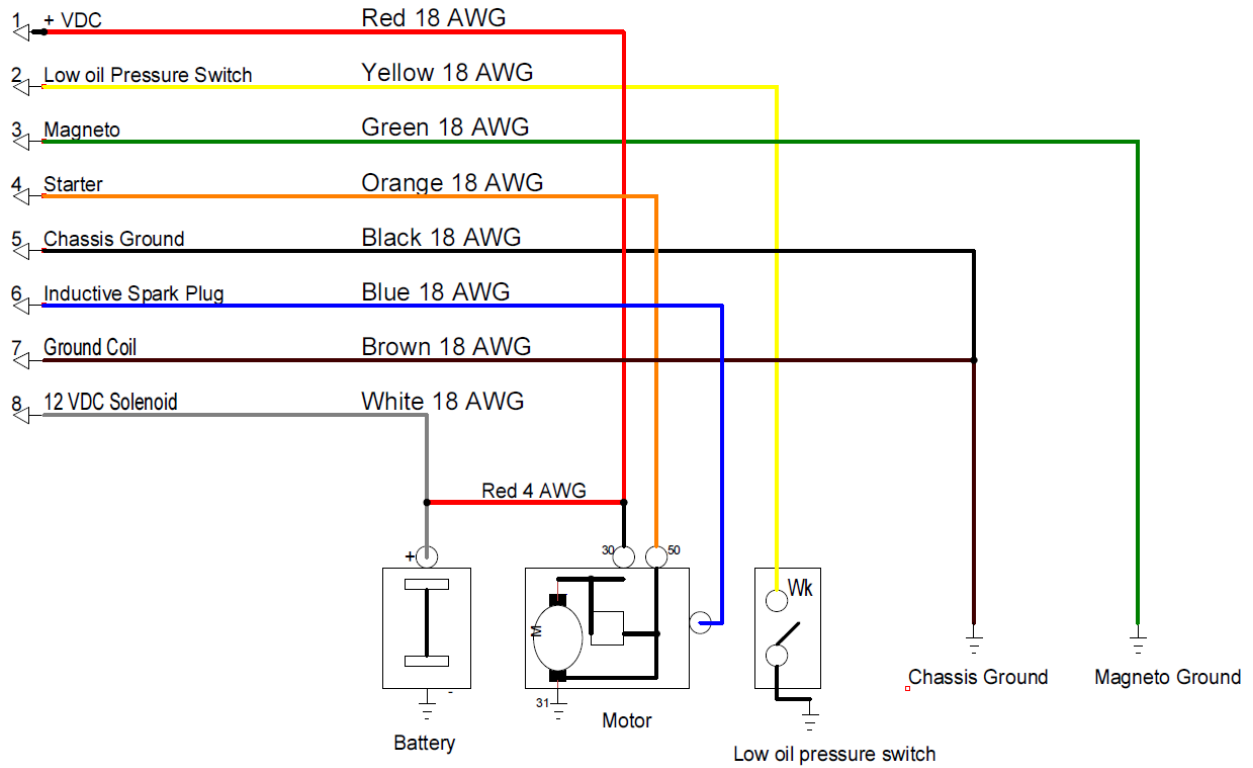 1 + VDC Red 18 AWG
2 Low oil Pressure Switch Yellow 18 AWG
3 Magneto Green 18 AWG
4 Starter Orange 18 AWG
5 Chassis Ground Black 18 AWG
6 Inductive Spark Plug Blue 18 AWG
7 Ground Coil Brown 18 AWG
8 12 VDC Solenoid White 18 AWG
Red 4 AWG
+ 30 50
Wk
M
- 31
Chassis Ground Magneto Ground
Motor
Battery
Low oil pressure switch